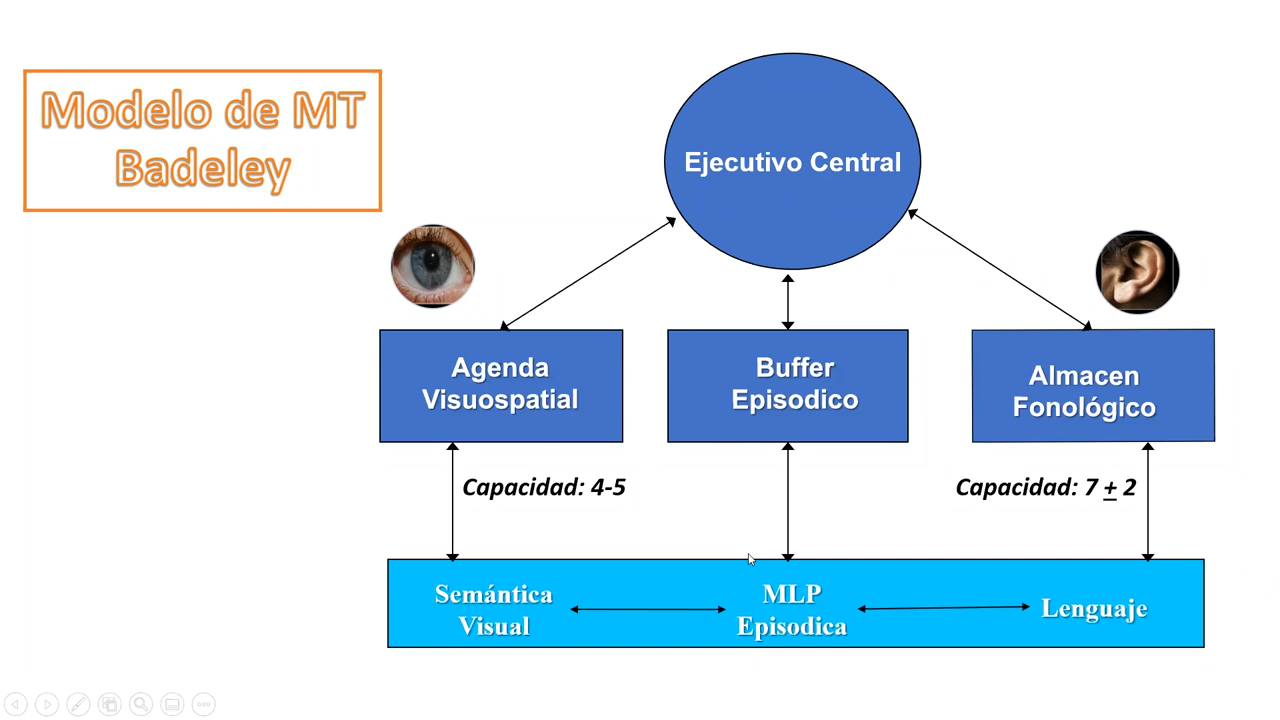 Modelo de MT
Badeley
Ejecutivo Central
Agenda
Visuospatial
Buffer
Episodico
Almacen
Fonológico
Capacidad: 4-5
Capacidad: 7 + 2
Semántica
Visual
MLP
Episodica
Lenguaje